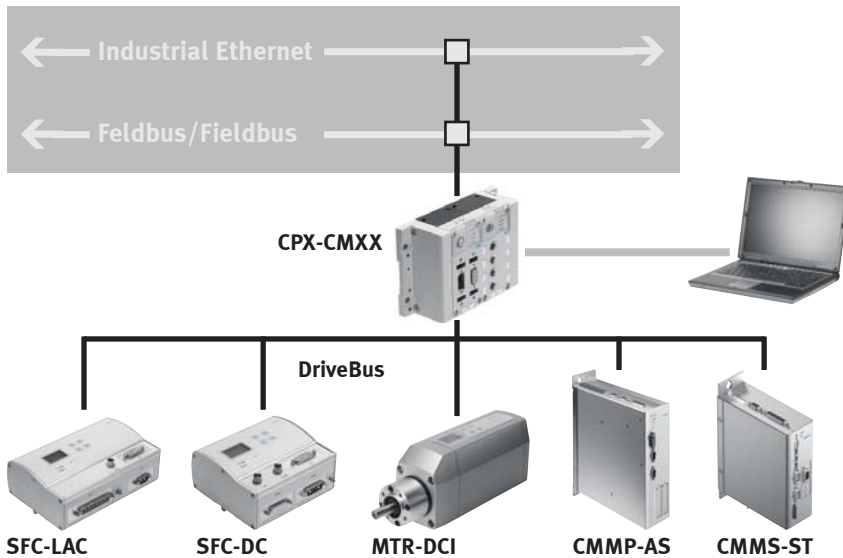 Industrial Ethernet
Feldbus/Fieldbus
CPX-CMXX
DriveBus
SFC-LAC
SFC-DC
MTR-DCI
CMMP-AS
CMMS-ST